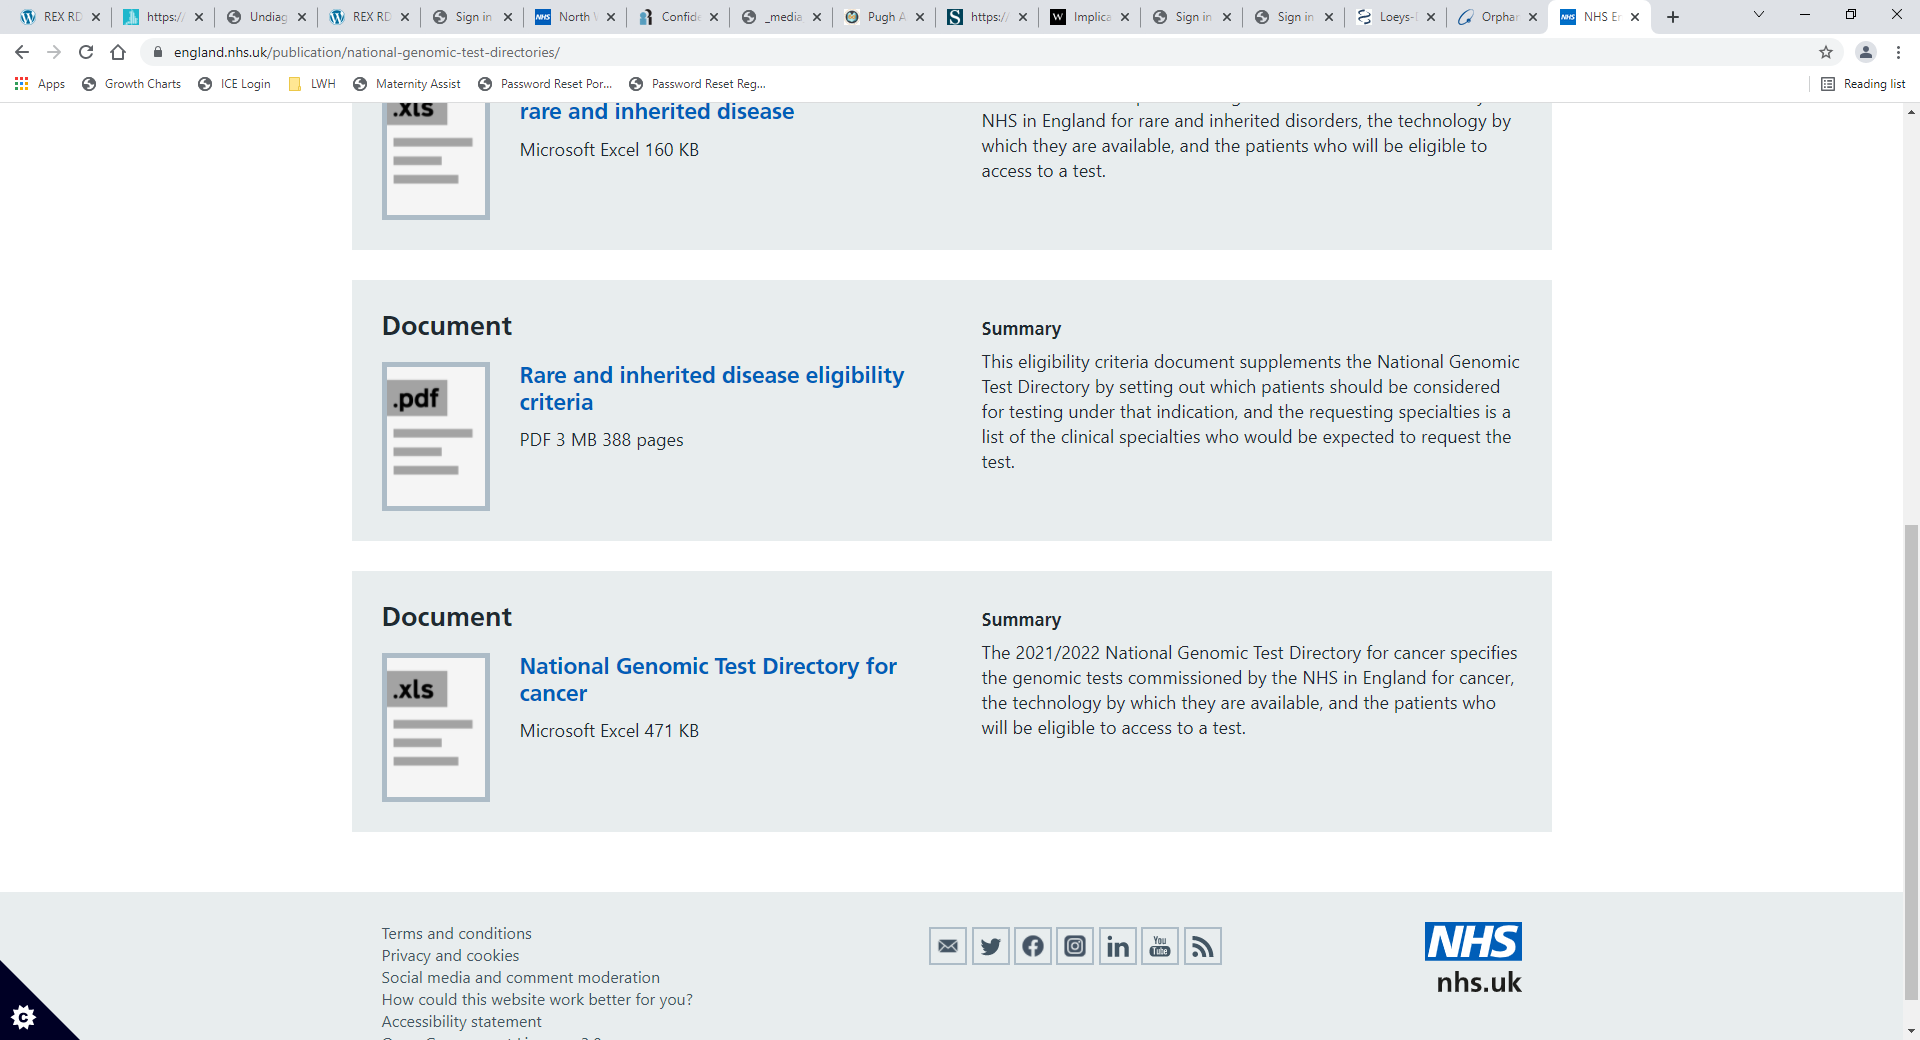 REX RD
https:/
Undiag
REX RD
Sign in
North
Confide
_media
Pugh A
https:/
Implica
Sign in
Sign in
Loeys-
Orphan
NHS En
england.nhs.uk/publication/national-genomic-test-directories/
Apps
Growth Charts
ICE Login
LWH
Maternity Assist
Password Reset Por...
Password Reset Reg...
Reading list
.xls
rare and inherited disease
Microsoft Excel 160 KB
NHS in England for rare and inherited disorders, the technology by
which they are available, and the patients who will be eligible to
access to a test.
Document
.pdf
Rare and inherited disease eligibility
criteria
PDF 3 MB 388 pages
Summary
This eligibility criteria document supplements the National Genomic
Test Directory by setting out which patients should be considered
for testing under that indication, and the requesting specialties is a
list of the clinical specialties who would be expected to request the
test.
Document
.xls
National Genomic Test Directory for
cancer
Microsoft Excel 471 KB
Summary
The 2021/2022 National Genomic Test Directory for cancer specifies
the genomic tests commissioned by the NHS in England for cancer,
the technology by which they are available, and the patients who
will be eligible to access to a test.
Terms and conditions
Privacy and cookies
Social media and comment moderation
How could this website work better for you?
Accessibility statement
You
Tube
NHS
nhs.uk